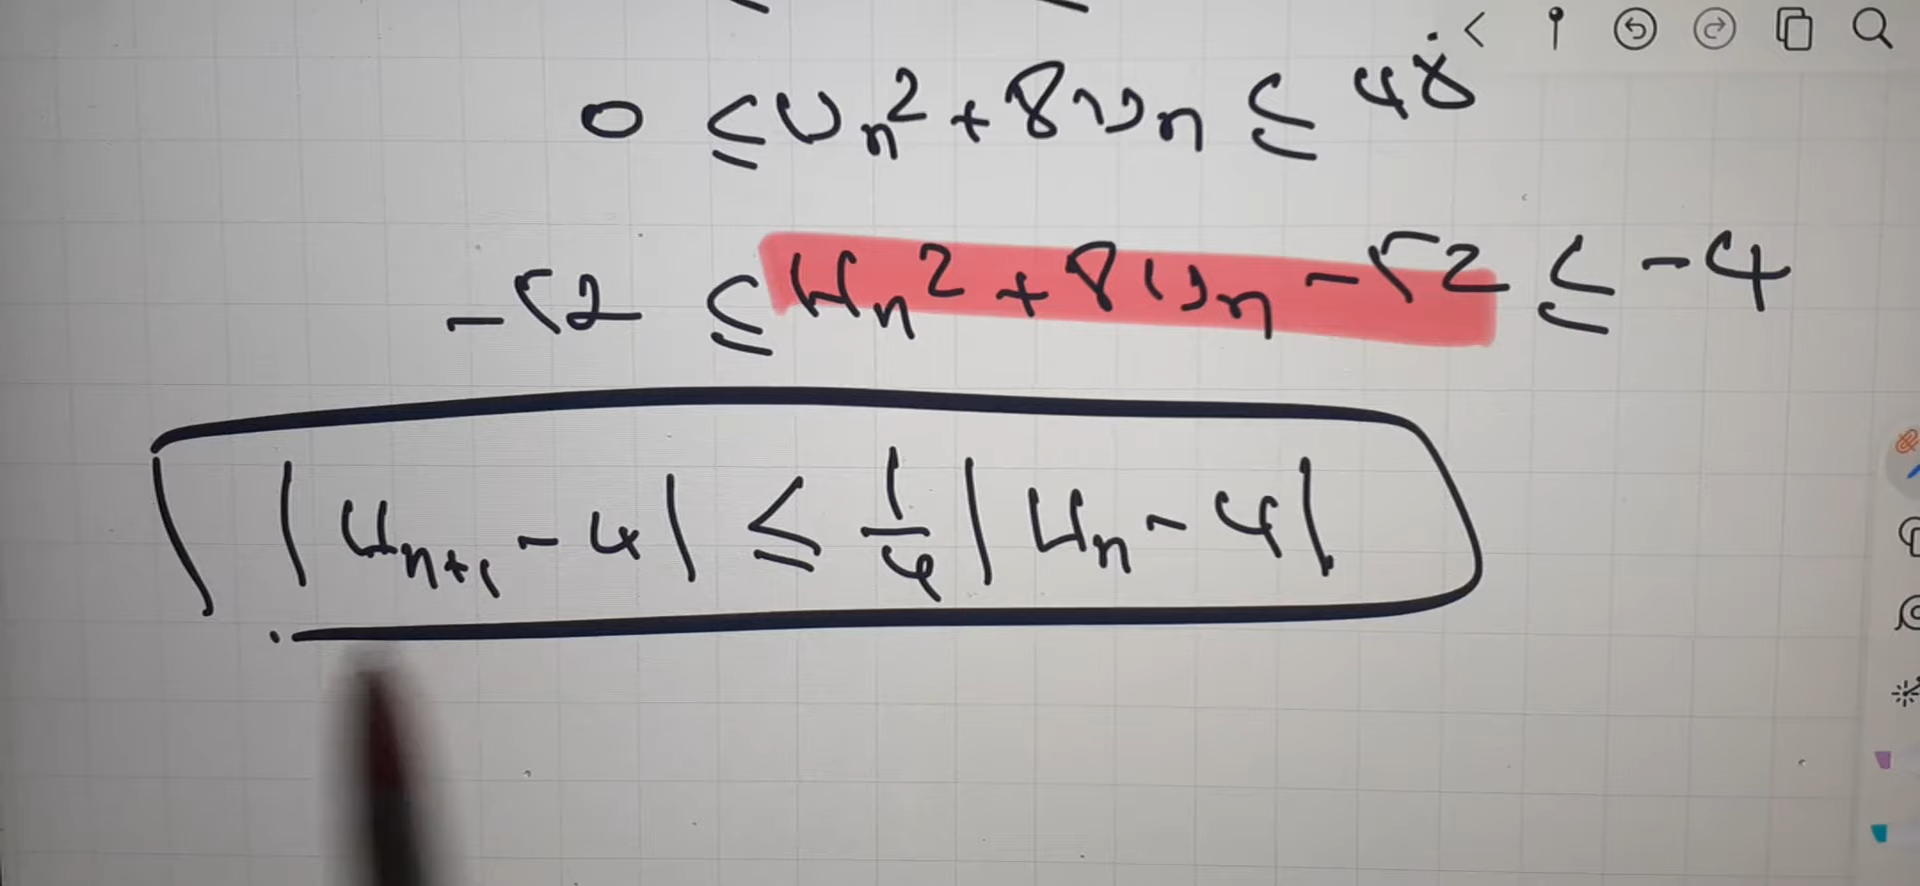 0 ≤ Un² + 8Un ≤ 48
-52 ≤ Un² + 8Un - 52 ≤ -4
|Un+1 - 4| ≤ 1/4 |Un - 4|